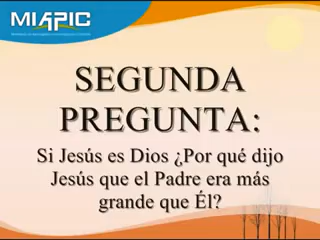 MIAPIC
SEGUNDA
PREGUNTA:
Si Jesús es Dios ¿Por qué dijo
Jesús que el Padre era más
grande que Él?